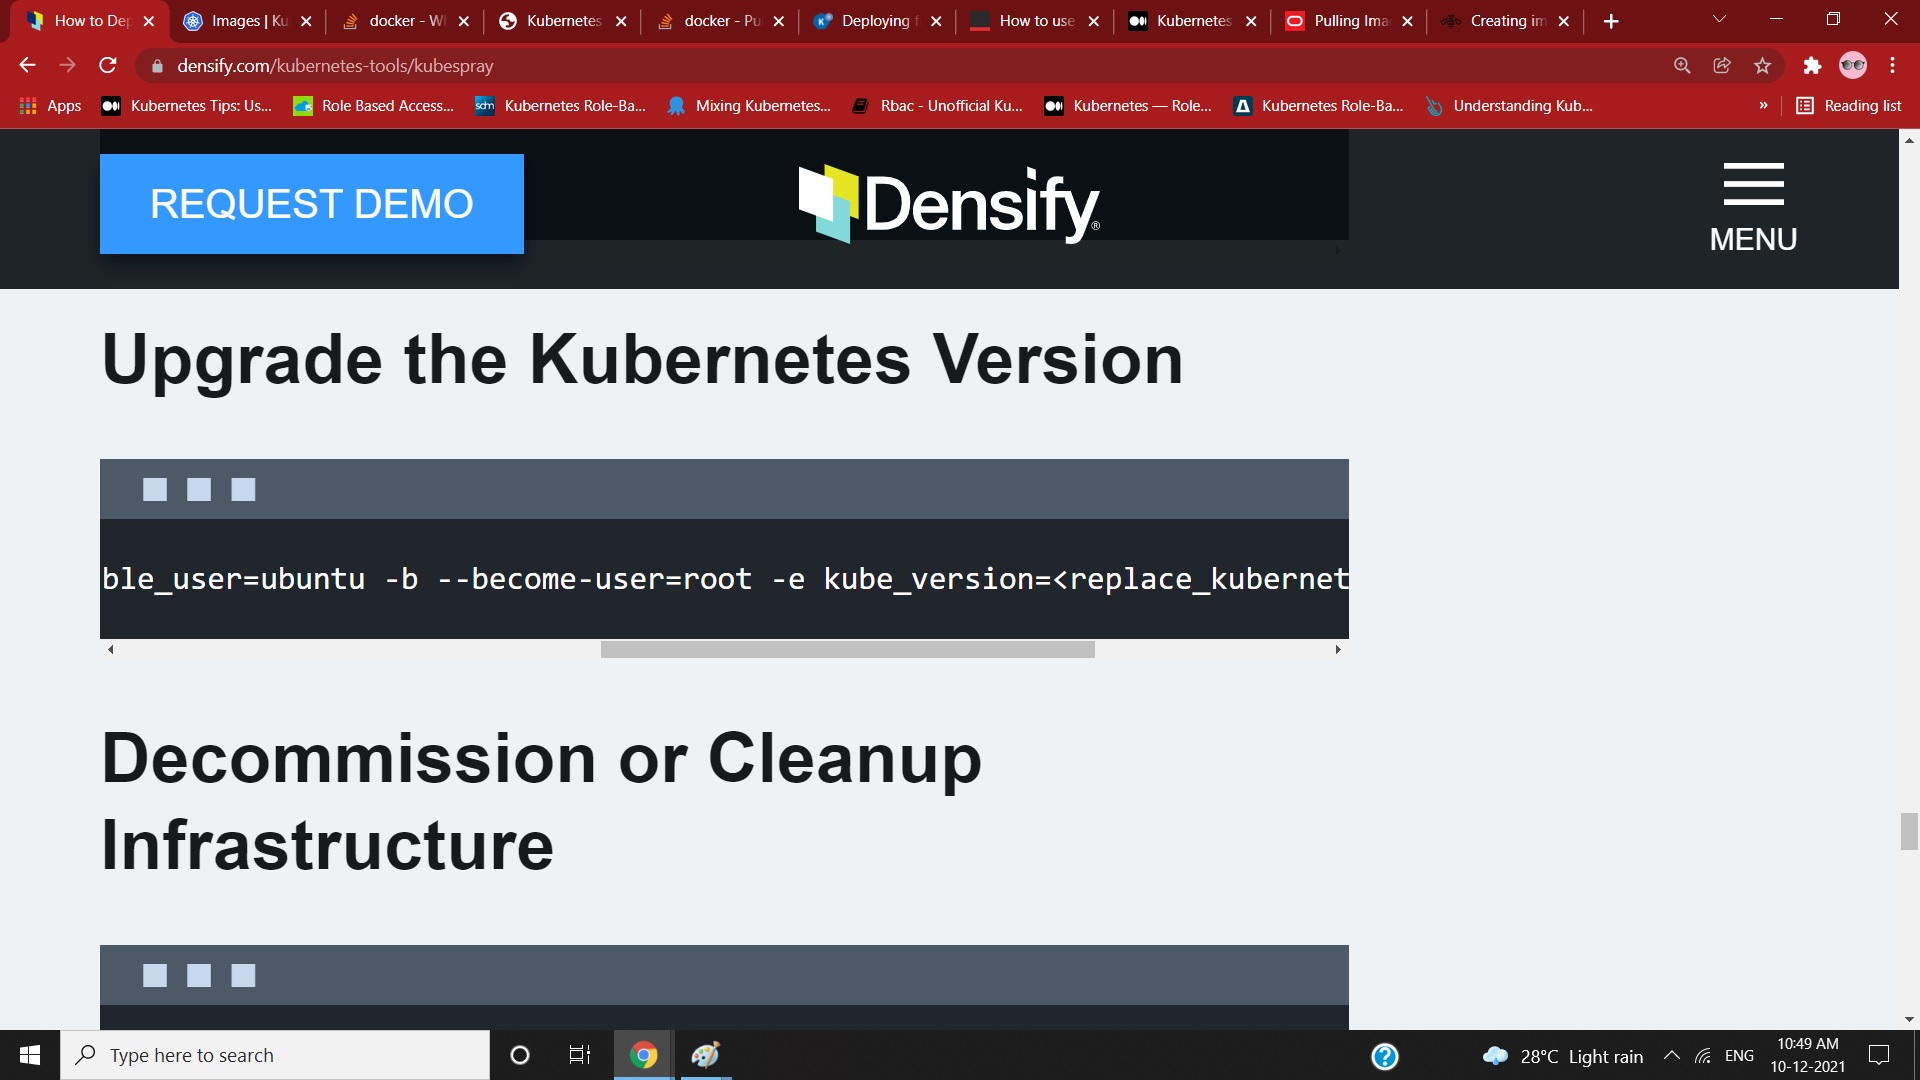 How to Dep
Images | Ku
docker - Wh
Kubernetes
docker - Pu
Deploying f
How to use
Kubernetes
Pulling Imag
Creating im
densify.com/kubernetes-tools/kubespray
Apps
Kubernetes Tips: Us...
Role Based Access...
Kubernetes Role-Ba...
Mixing Kubernetes...
Rbac - Unofficial Ku...
Kubernetes — Role...
Kubernetes Role-Ba...
Understanding Kub...
»
Reading list
REQUEST DEMO
Densify®
MENU
Upgrade the Kubernetes Version
ble_user=ubuntu -b --become-user=root -e kube_version=<replace_kubernet
Decommission or Cleanup
Infrastructure
Type here to search
28°C Light rain
ENG
10:49 AM
10-12-2021